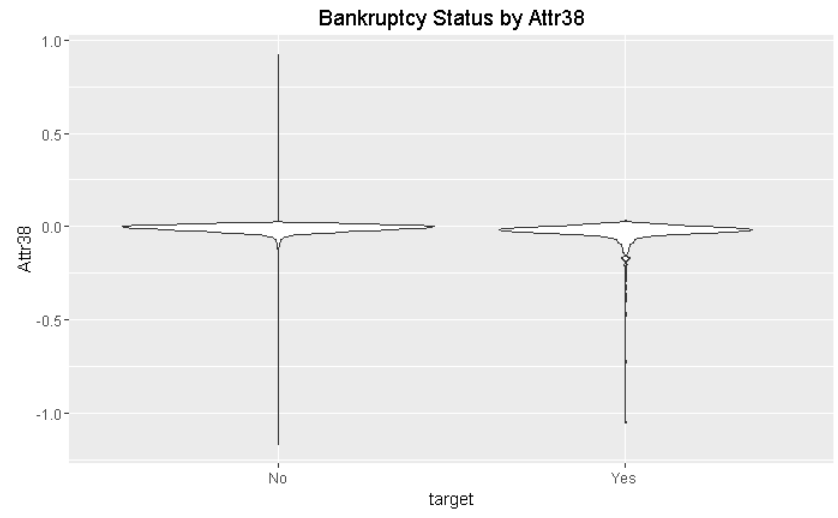 Bankruptcy Status by Attr38
1.0
0.5
0.0
-0.5
-1.0
Attr38
No
Yes
target